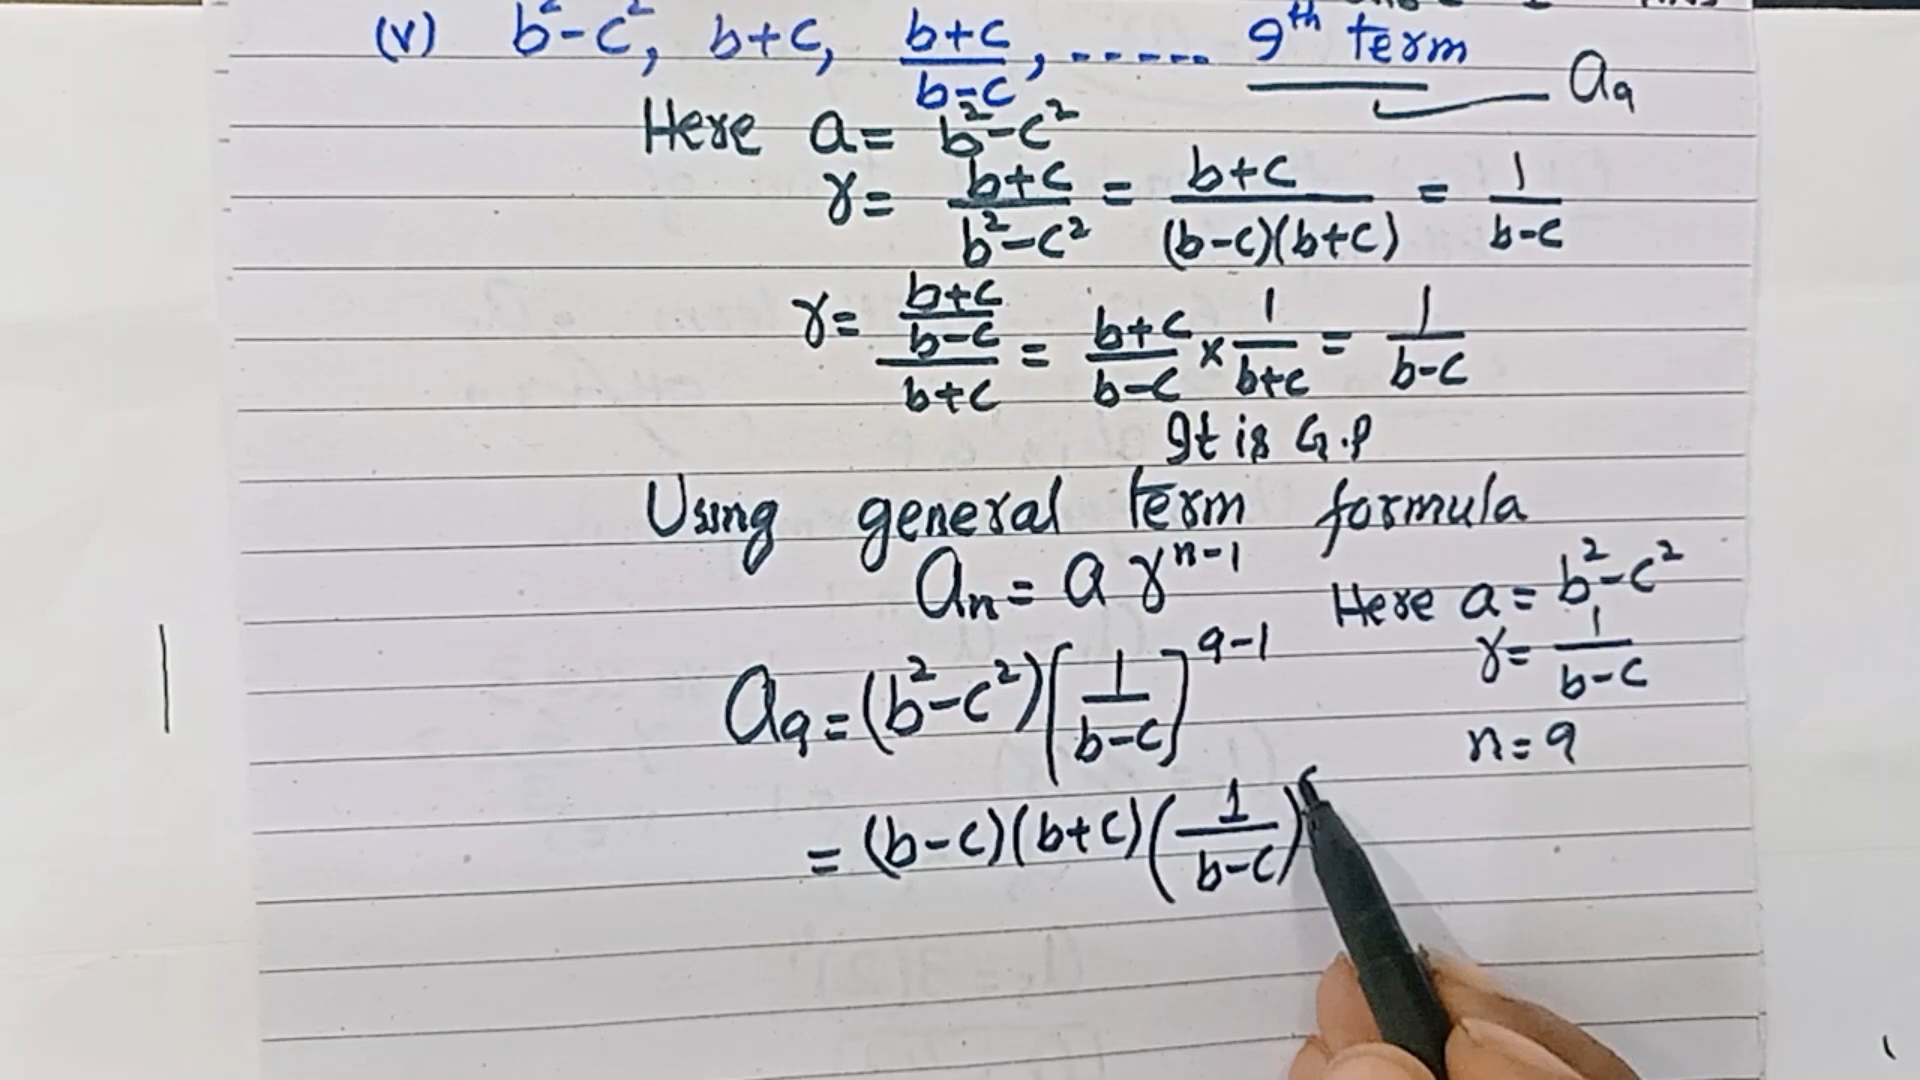 (v) b²-c², b+c, (b+c)/(b-c), ------ 9th term a₉
Here a = b²-c²
r = (b+c)/(b²-c²) = (b+c)/((b-c)(b+c)) = 1/(b-c)
r = ((b+c)/(b-c))/(b+c) = (b+c)/(b-c) × 1/(b+c) = 1/(b-c)
It is G.P
Using general term formula
aₙ = a rⁿ⁻¹ Here a = b²-c²
r = 1/(b-c)
a₉ = (b²-c²)[1/(b-c)]⁹⁻¹
n = 9
= (b-c)(b+c)(1/(b-c))